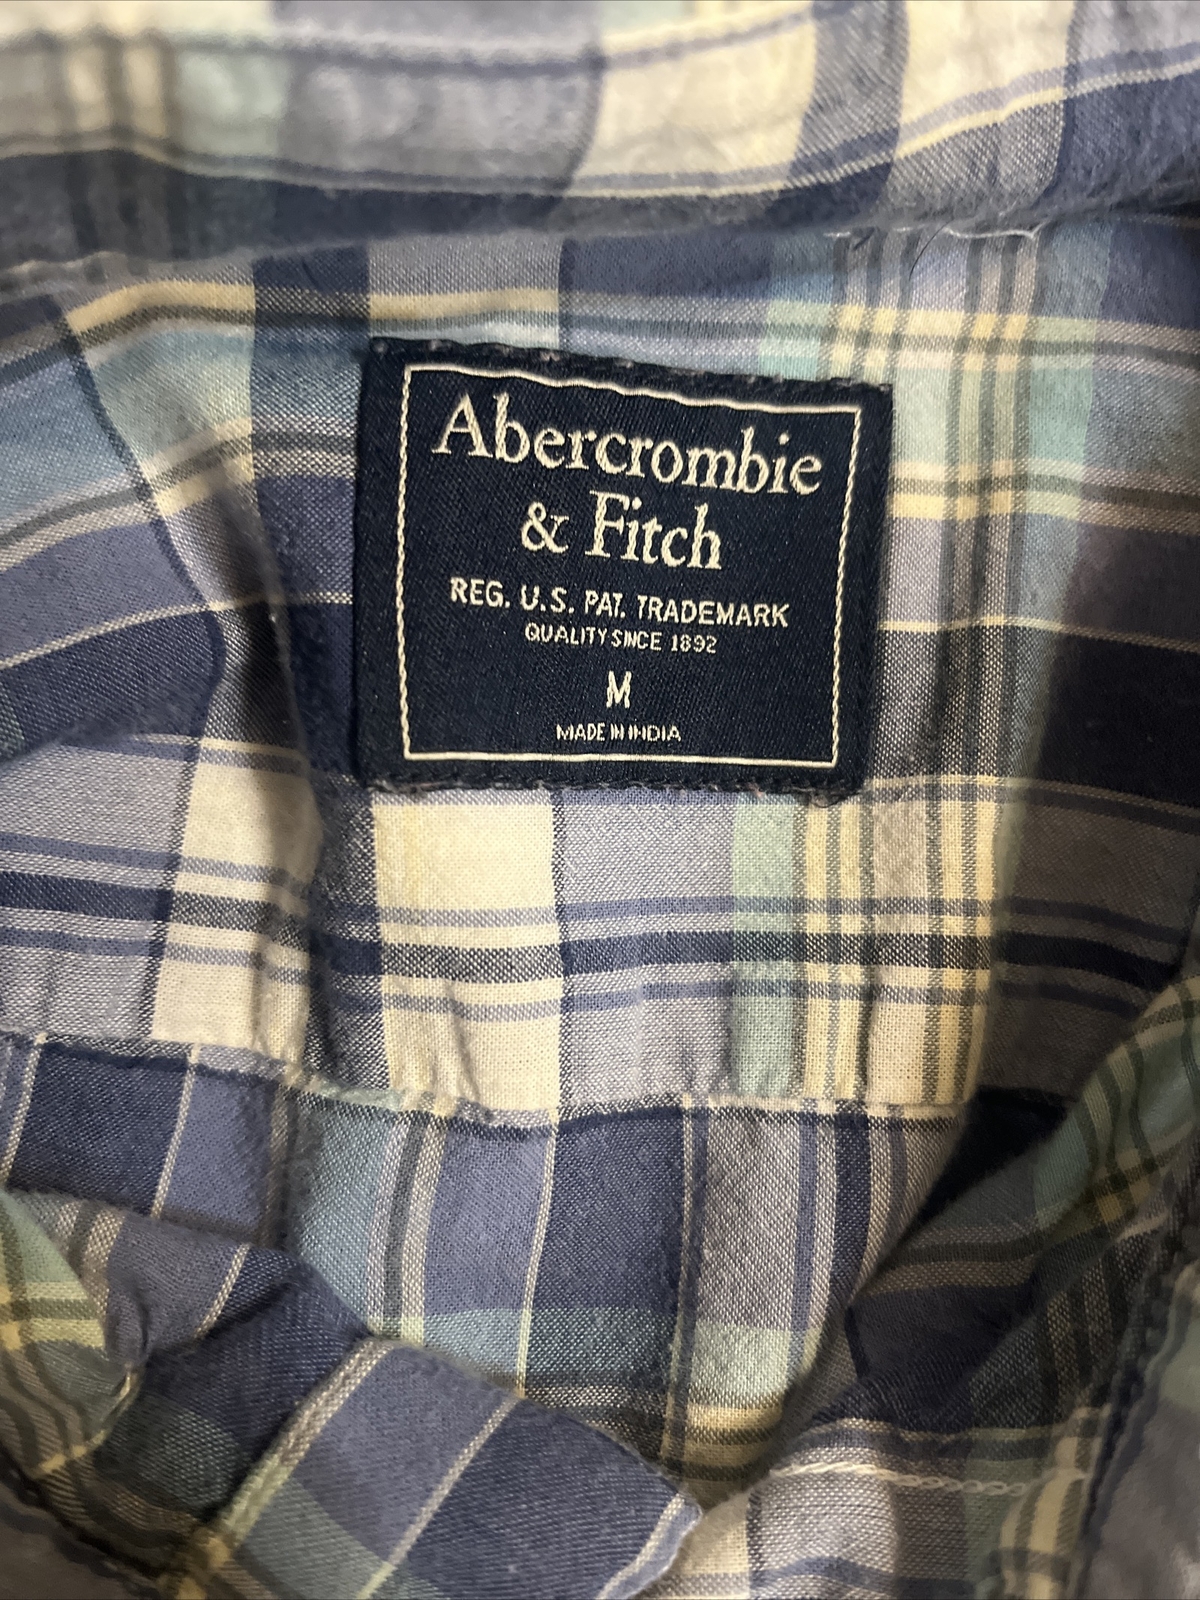 Abercrombie
& Fitch
REG. U.S. PAT. TRADEMARK
QUALITY SINCE 1892
M
MADE IN INDIA